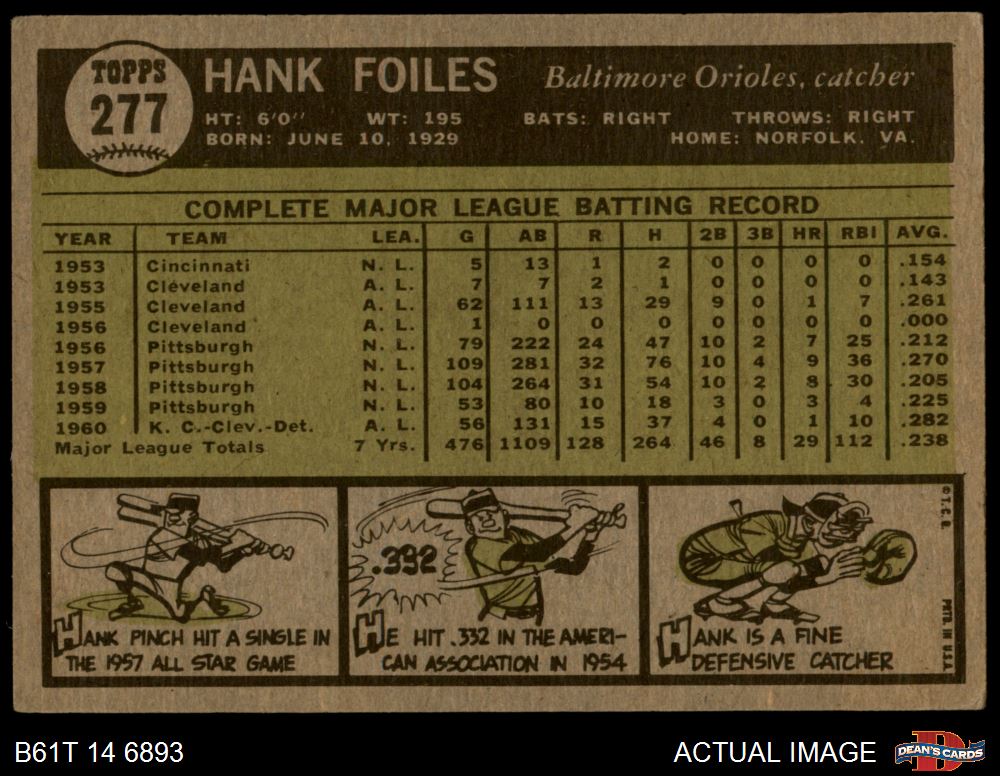 TOPPS
277
HANK FOILES Baltimore Orioles, catcher
HT: 6'0" WT: 195 BATS: RIGHT THROWS: RIGHT
BORN: JUNE 10, 1929 HOME: NORFOLK. VA.
COMPLETE MAJOR LEAGUE BATTING RECORD
YEAR TEAM LEA. G AB R H 2B 3B HR RBI AVG.
1953 Cincinnati N. L. 5 13 1 2 0 0 0 0 .154
1953 Cleveland A. L. 7 7 2 1 0 0 0 0 .143
1955 Cleveland A. L. 62 111 13 29 9 0 1 7 .261
1956 Cleveland A. L. 1 0 0 0 0 0 0 0 .000
1956 Pittsburgh N. L. 79 222 24 47 10 2 7 25 .212
1957 Pittsburgh N. L. 109 281 32 76 10 4 9 36 .270
1958 Pittsburgh N. L. 104 264 31 54 10 2 8 30 .205
1959 Pittsburgh N. L. 53 80 10 18 3 0 3 4 .225
1960 K. C.-Clev.-Det. A. L. 56 131 15 37 4 0 1 10 .282
Major League Totals 7 Yrs. 476 1109 128 264 46 8 29 112 .238
HANK PINCH HIT A SINGLE IN
THE 1957 ALL STAR GAME
.332
HE HIT .332 IN THE AMERI-
CAN ASSOCIATION IN 1954
HANK IS A FINE
DEFENSIVE CATCHER
© T. C. G.
PRTD. IN U.S.A.
B61T 14 6893
ACTUAL IMAGE
D
DEAN'S CARDS